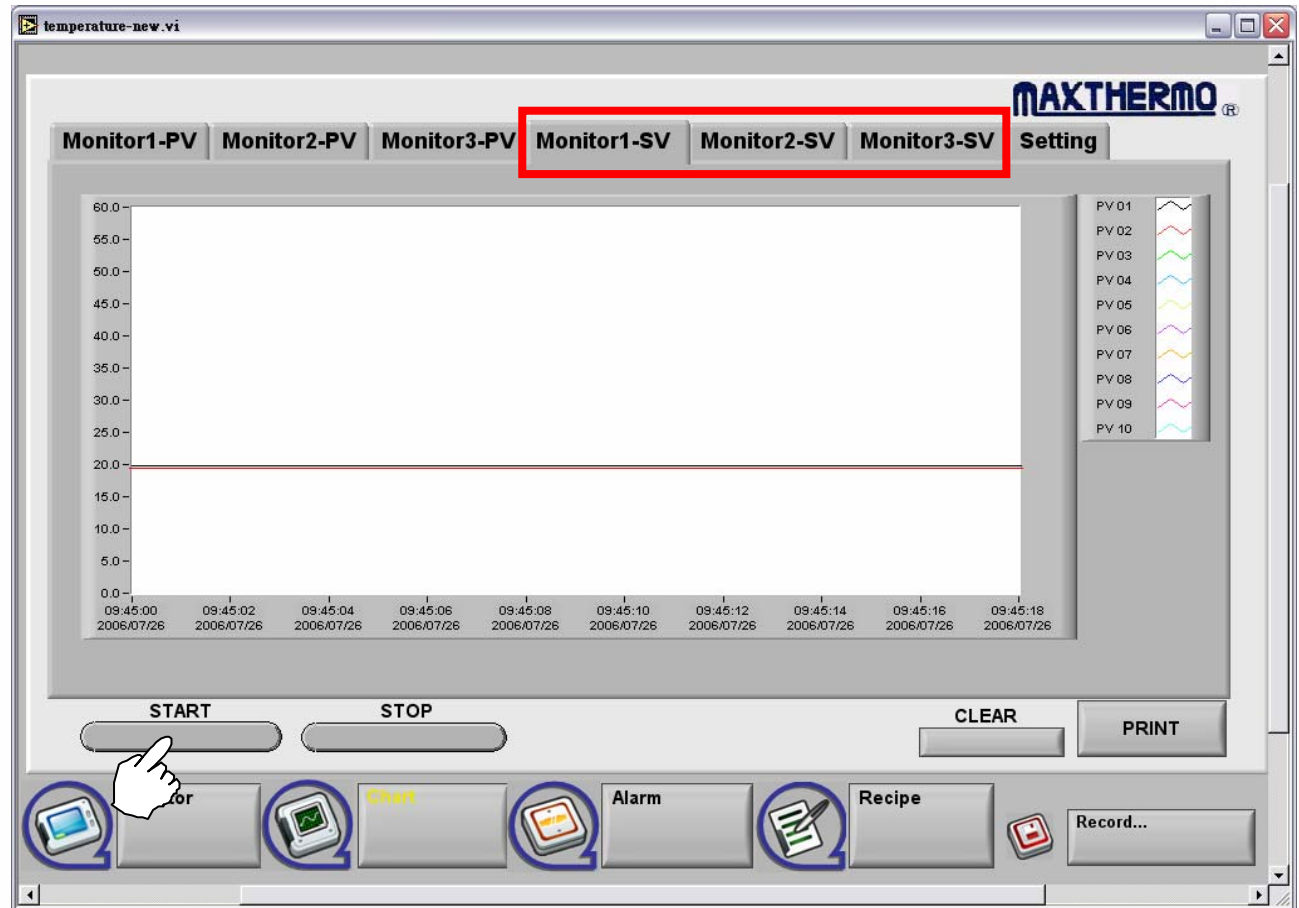 temperature-new.vi
MAXTHERMO ®
Monitor1-PV Monitor2-PV Monitor3-PV Monitor1-SV Monitor2-SV Monitor3-SV Setting
60.0
55.0
50.0
45.0
40.0
35.0
30.0
25.0
20.0
15.0
10.0
5.0
0.0
09:45:00 09:45:02 09:45:04 09:45:06 09:45:08 09:45:10 09:45:12 09:45:14 09:45:16 09:45:18
2006/07/26 2006/07/26 2006/07/26 2006/07/26 2006/07/26 2006/07/26 2006/07/26 2006/07/26 2006/07/26 2006/07/26
PV 01
PV 02
PV 03
PV 04
PV 05
PV 06
PV 07
PV 08
PV 09
PV 10
START STOP CLEAR PRINT
Chart Alarm Recipe Record...